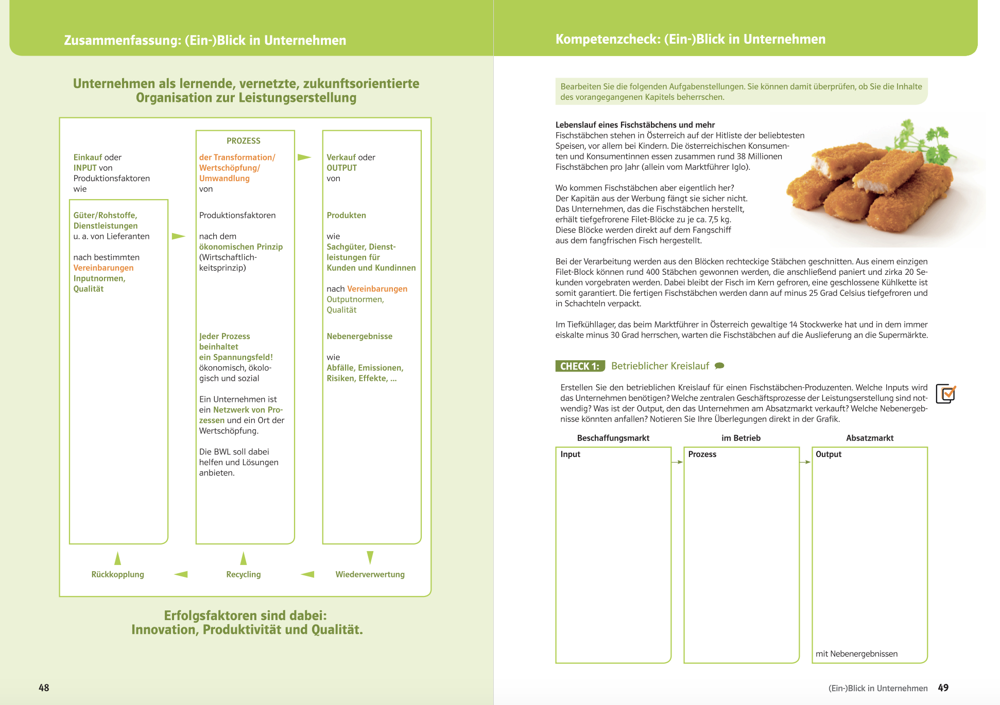 Zusammenfassung: (Ein-)Blick in Unternehmen
Unternehmen als lernende, vernetzte, zukunftsorientierte
Organisation zur Leistungserstellung
Einkauf oder
INPUT von
Produktionsfaktoren
wie
Güter/Rohstoffe,
Dienstleistungen
u. a. von Lieferanten
nach bestimmten
Vereinbarungen
Inputnormen,
Qualität
PROZESS
der Transformation/
Wertschöpfung/
Umwandlung
von
Produktionsfaktoren
nach dem
ökonomischen Prinzip
(Wirtschaftlich-
keitsprinzip)
Jeder Prozess
beinhaltet
ein Spannungsfeld!
ökonomisch, ökolo-
gisch und sozial
Ein Unternehmen ist
ein Netzwerk von Pro-
zessen und ein Ort der
Wertschöpfung.
Die BWL soll dabei
helfen und Lösungen
anbieten.
Verkauf oder
OUTPUT
von
Produkten
wie
Sachgüter, Dienst-
leistungen für
Kunden und Kundinnen
nach Vereinbarungen
Outputnormen,
Qualität
Nebenergebnisse
wie
Abfälle, Emissionen,
Risiken, Effekte, ...
Rückkopplung
Recycling
Wiederverwertung
Erfolgsfaktoren sind dabei:
Innovation, Produktivität und Qualität.
48
Kompetenzcheck: (Ein-)Blick in Unternehmen
Bearbeiten Sie die folgenden Aufgabenstellungen. Sie können damit überprüfen, ob Sie die Inhalte
des vorangegangenen Kapitels beherrschen.
Lebenslauf eines Fischstäbchens und mehr
Fischstäbchen stehen in Österreich auf der Hitliste der beliebtesten
Speisen, vor allem bei Kindern. Die österreichischen Konsumen-
ten und Konsumentinnen essen zusammen rund 38 Millionen
Fischstäbchen pro Jahr (allein vom Marktführer Iglo).
Wo kommen Fischstäbchen aber eigentlich her?
Der Kapitän aus der Werbung fängt sie sicher nicht.
Das Unternehmen, das die Fischstäbchen herstellt,
erhält tiefgefrorene Filet-Blöcke zu je ca. 7,5 kg.
Diese Blöcke werden direkt auf dem Fangschiff
aus dem fangfrischen Fisch hergestellt.
Bei der Verarbeitung werden aus den Blöcken rechteckige Stäbchen geschnitten. Aus einem einzigen
Filet-Block können rund 400 Stäbchen gewonnen werden, die anschließend paniert und zirka 20 Se-
kunden vorgebraten werden. Dabei bleibt der Fisch im Kern gefroren, eine geschlossene Kühlkette ist
somit garantiert. Die fertigen Fischstäbchen werden dann auf minus 25 Grad Celsius tiefgefroren und
in Schachteln verpackt.
Im Tiefkühllager, das beim Marktführer in Österreich gewaltige 14 Stockwerke hat und in dem immer
eiskalte minus 30 Grad herrschen, warten die Fischstäbchen auf die Auslieferung an die Supermärkte.
CHECK 1: Betrieblicher Kreislauf
Erstellen Sie den betrieblichen Kreislauf für einen Fischstäbchen-Produzenten. Welche Inputs wird
das Unternehmen benötigen? Welche zentralen Geschäftsprozesse der Leistungserstellung sind not-
wendig? Was ist der Output, den das Unternehmen am Absatzmarkt verkauft? Welche Nebenergeb-
nisse könnten anfallen? Notieren Sie Ihre Überlegungen direkt in der Grafik.
Beschaffungsmarkt
im Betrieb
Absatzmarkt
Input
Prozess
Output
mit Nebenergebnissen
(Ein-)Blick in Unternehmen 49